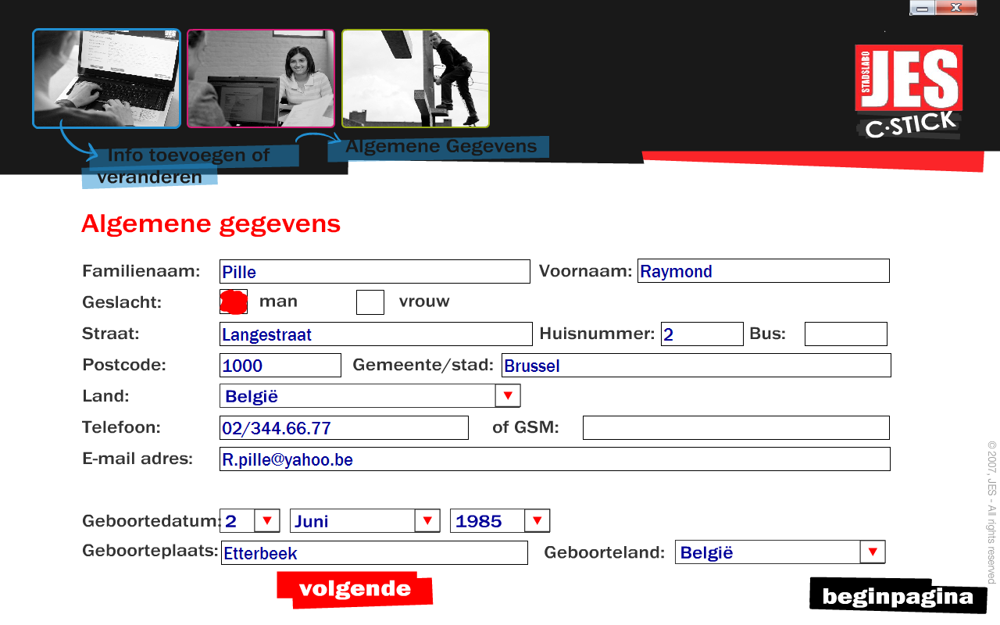 STADSLABO
JES
C·STICK
Info toevoegen of
veranderen
Algemene Gegevens
Algemene gegevens
Familienaam: Pille Voornaam: Raymond
Geslacht: man vrouw
Straat: Langestraat Huisnummer: 2 Bus:
Postcode: 1000 Gemeente/stad: Brussel
Land: België
Telefoon: 02/344.66.77 of GSM:
E-mail adres: R.pille@yahoo.be
Geboortedatum: 2 Juni 1985
Geboorteplaats: Etterbeek Geboorteland: België
volgende
beginpagina
© 2007, JES - All rights reserved